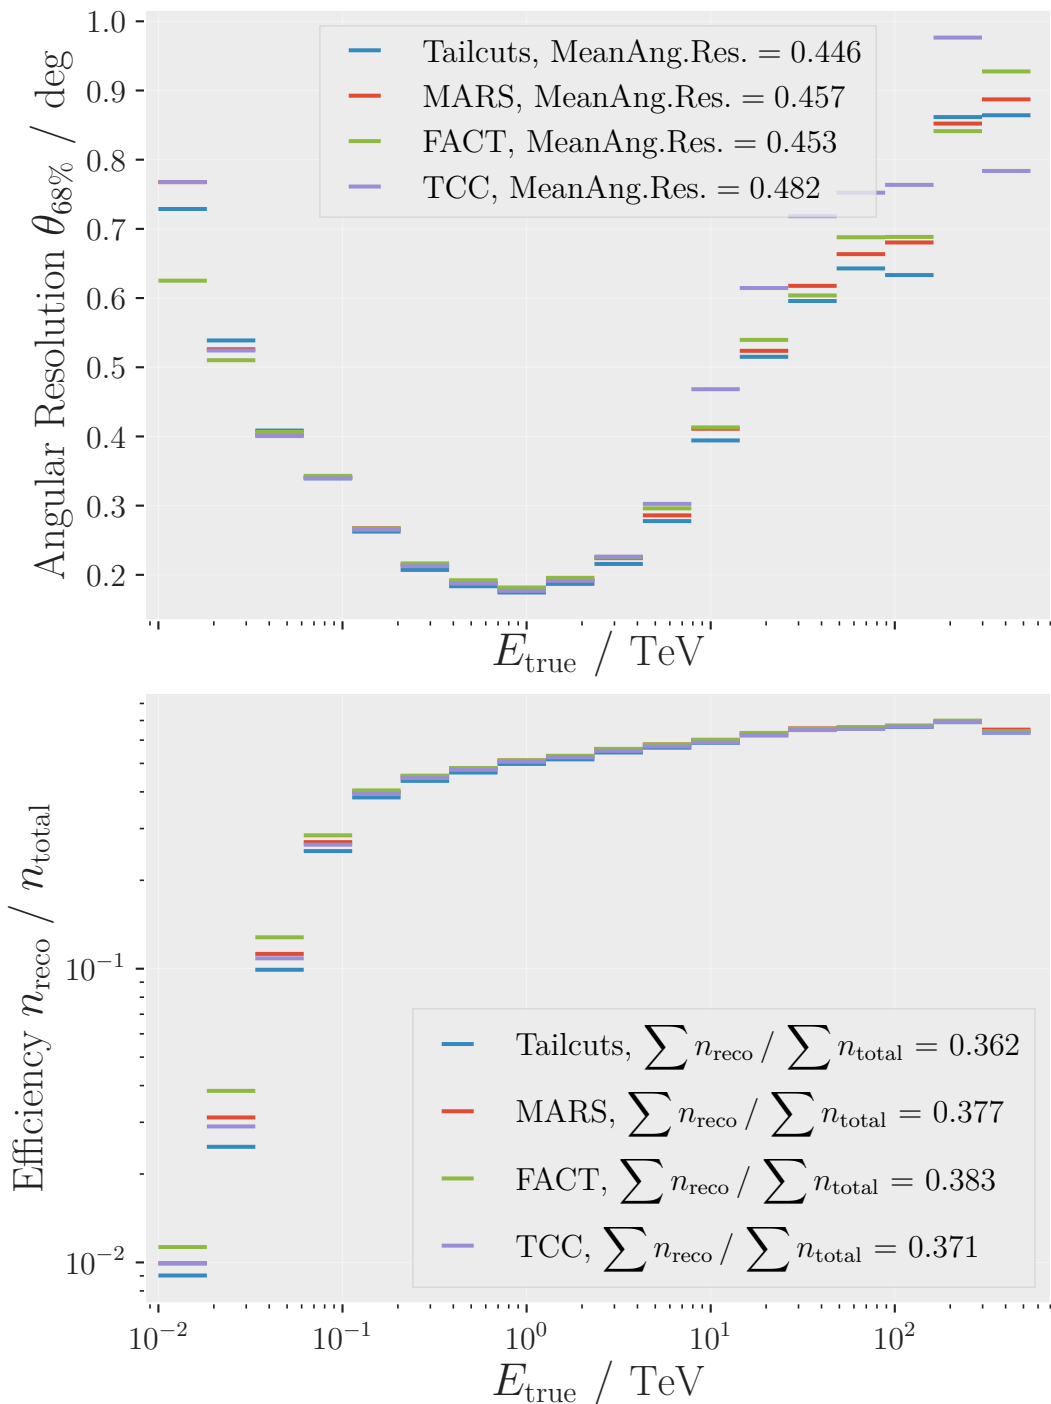 1.0
0.9
0.8
0.7
0.6
0.5
0.4
0.3
0.2
Angular Resolution θ68% / deg
Tailcuts, MeanAng.Res. = 0.446
MARS, MeanAng.Res. = 0.457
FACT, MeanAng.Res. = 0.453
TCC, MeanAng.Res. = 0.482
Etrue / TeV
Efficiency nreco / ntotal
10⁻¹
10⁻²
Tailcuts, ∑ nreco / ∑ ntotal = 0.362
MARS, ∑ nreco / ∑ ntotal = 0.377
FACT, ∑ nreco / ∑ ntotal = 0.383
TCC, ∑ nreco / ∑ ntotal = 0.371
10⁻² 10⁻¹ 10⁰ 10¹ 10²
Etrue / TeV